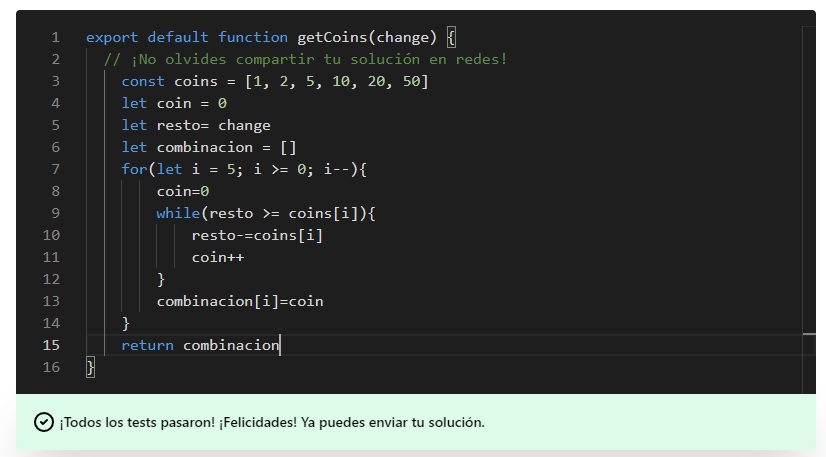 1 export default function getCoins(change) {
2 // ¡No olvides compartir tu solución en redes!
3 const coins = [1, 2, 5, 10, 20, 50]
4 let coin = 0
5 let resto= change
6 let combinacion = []
7 for(let i = 5; i >= 0; i--){
8 coin=0
9 while(resto >= coins[i]){
10 resto-=coins[i]
11 coin++
12 }
13 combinacion[i]=coin
14 }
15 return combinacion
16 }
¡Todos los tests pasaron! ¡Felicidades! Ya puedes enviar tu solución.